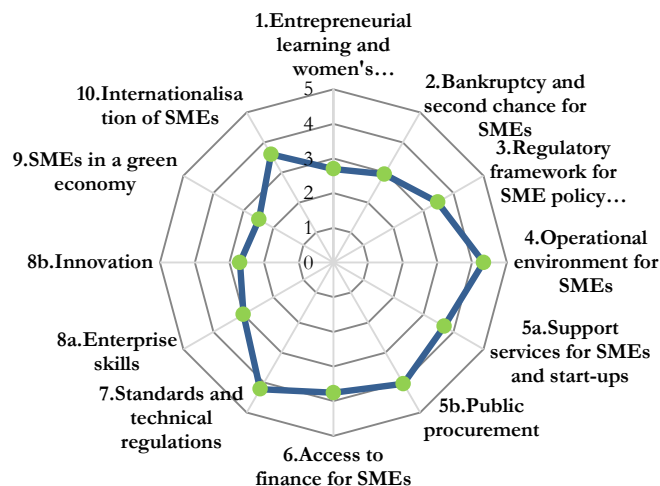 1.Entrepreneurial
learning and
women's...
2.Bankruptcy and
second chance for
SMEs
3.Regulatory
framework for
SME policy...
4.Operational
environment for
SMEs
5a.Support
services for SMEs
and start-ups
5b.Public
procurement
6.Access to
finance for SMEs
7.Standards and
technical
regulations
8a.Enterprise
skills
8b.Innovation
9.SMEs in a green
economy
10.Internationalisa
tion of SMEs
5
4
3
2
1
0